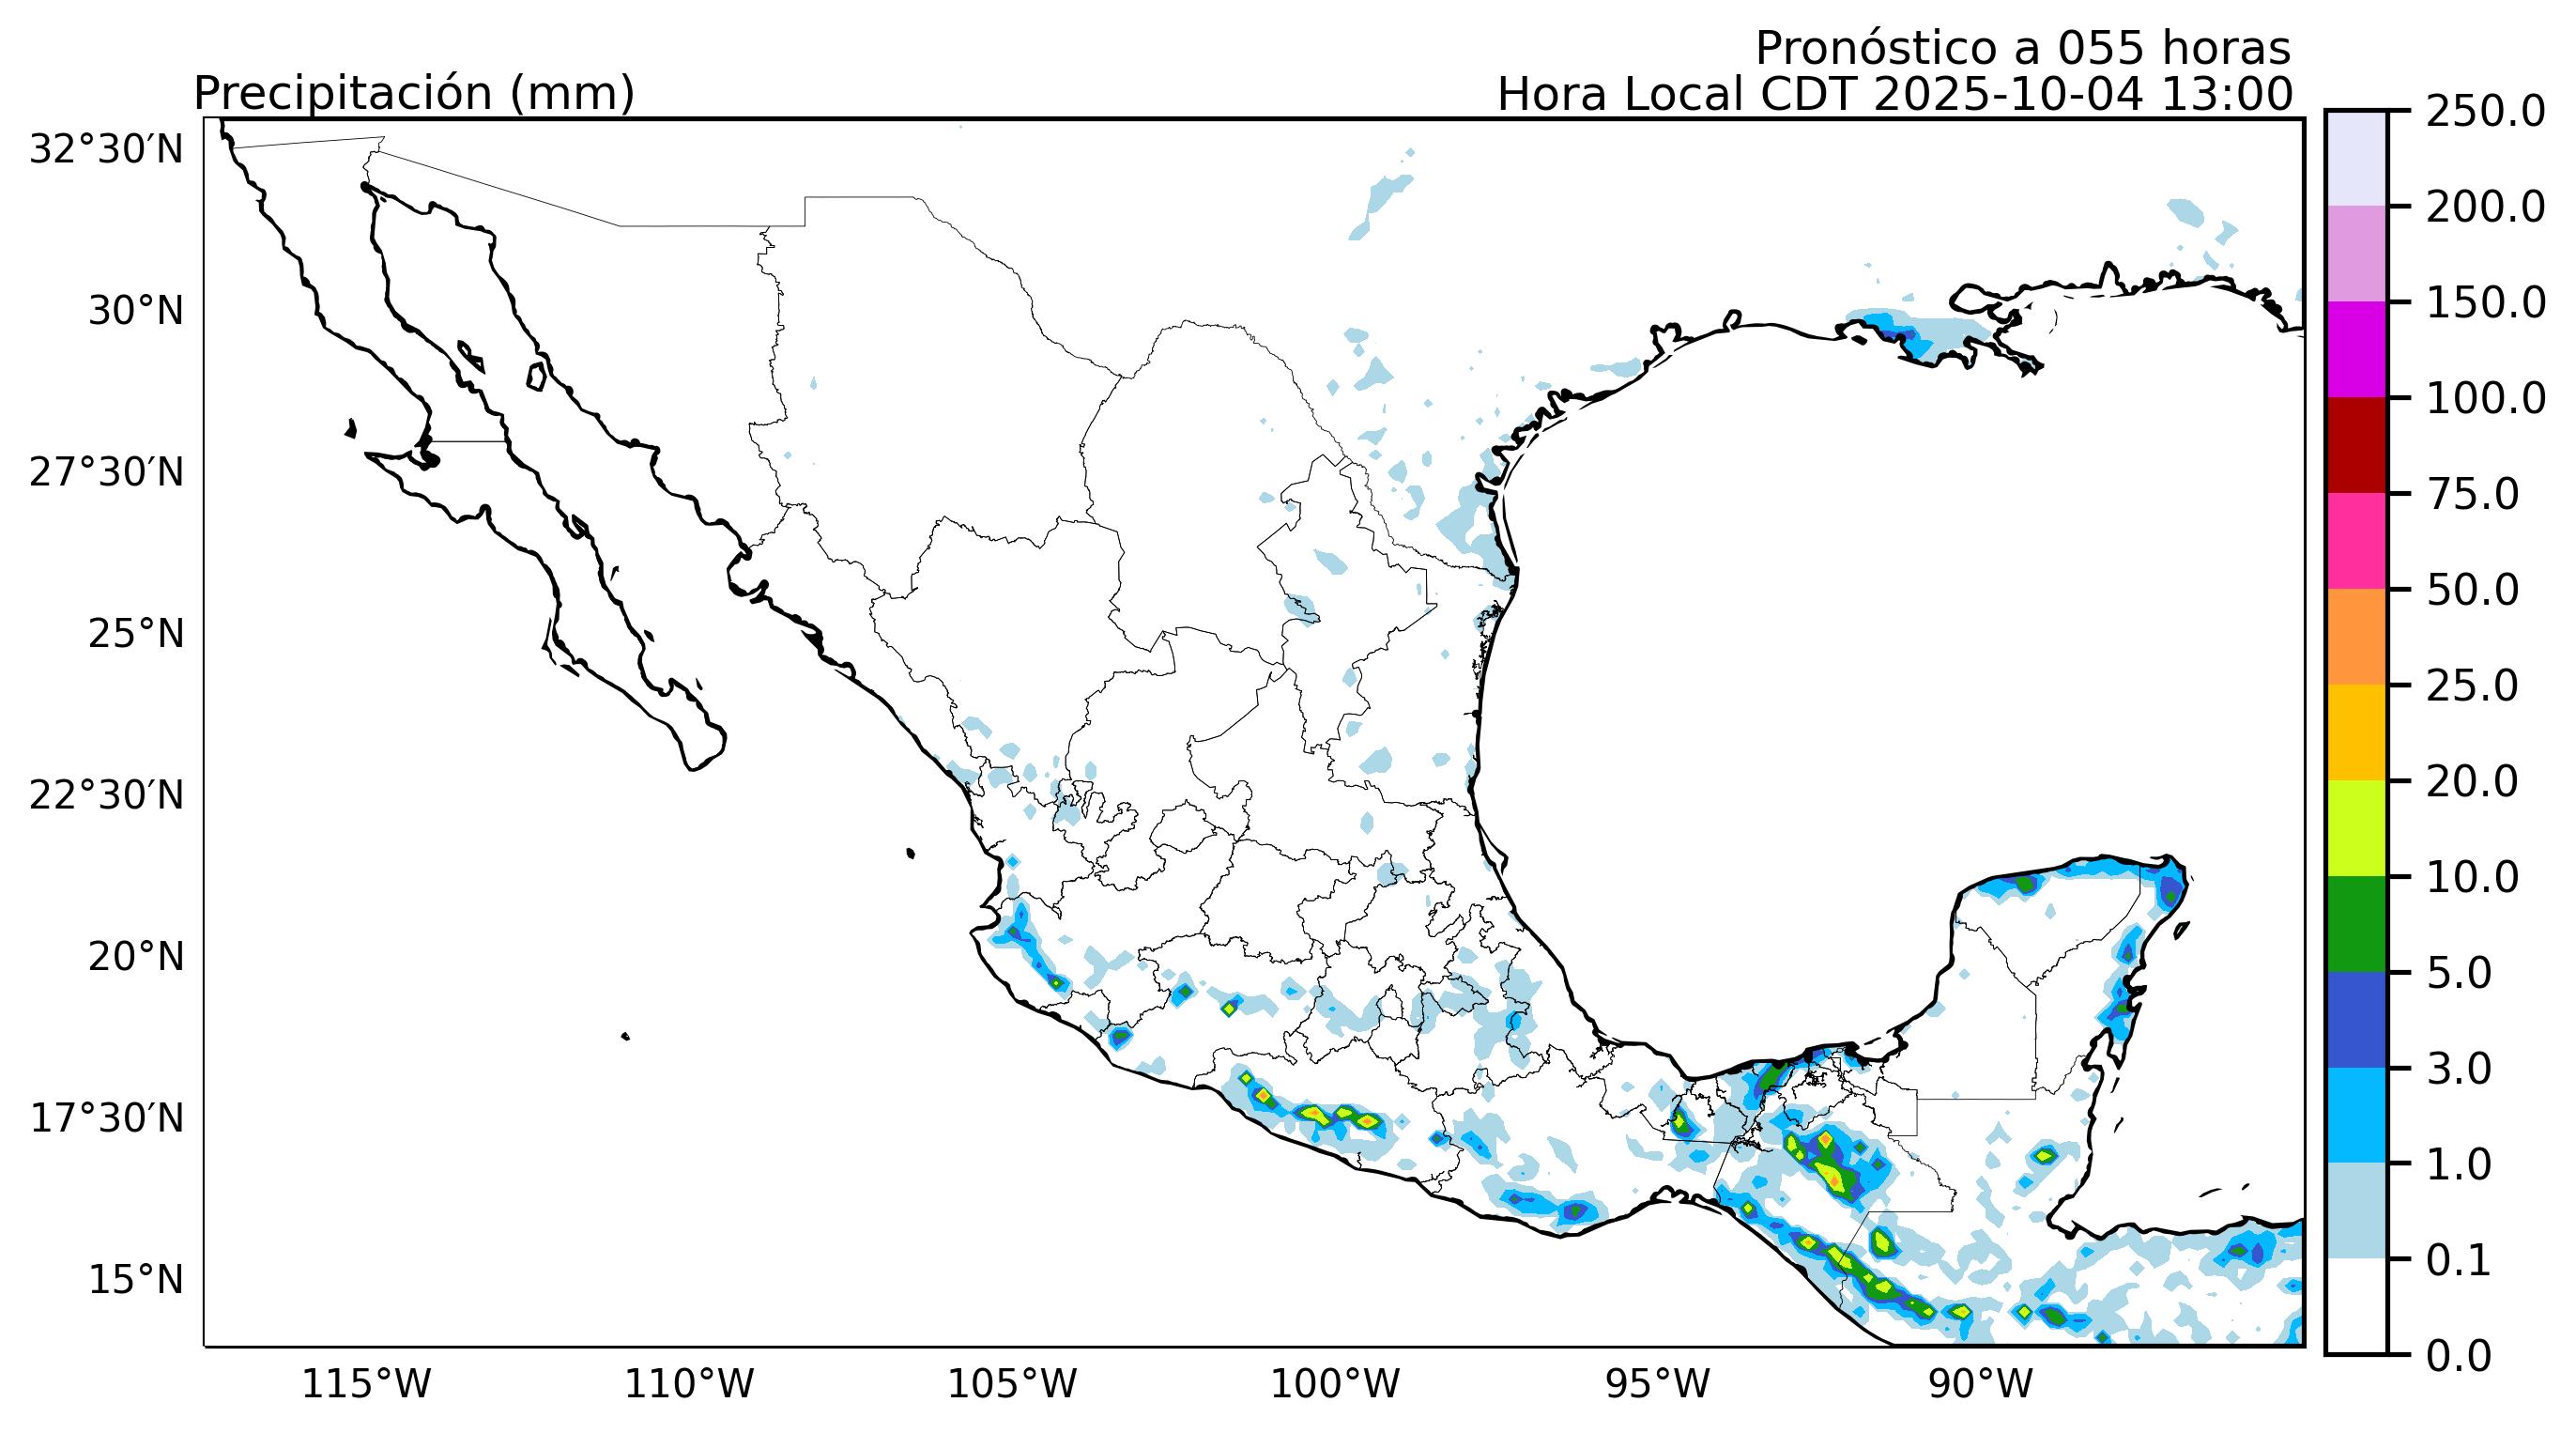 Pronóstico a 055 horas
Precipitación (mm)
Hora Local CDT 2025-10-04 13:00
32°30′N
30°N
27°30′N
25°N
22°30′N
20°N
17°30′N
15°N
115°W
110°W
105°W
100°W
95°W
90°W
250.0
200.0
150.0
100.0
75.0
50.0
25.0
20.0
10.0
5.0
3.0
1.0
0.1
0.0